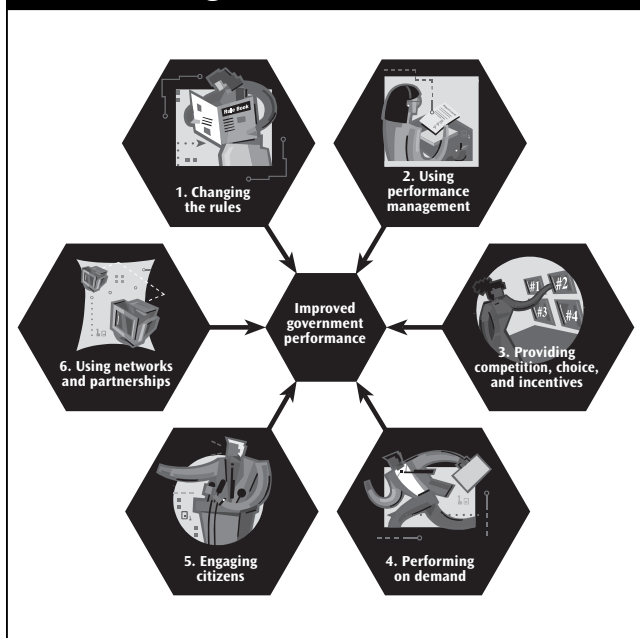 Rule Book
1. Changing
the rules
2. Using
performance
management
#1
#2
#3
#4
3. Providing
competition, choice,
and incentives
4. Performing
on demand
5. Engaging
citizens
6. Using networks
and partnerships
Improved
government
performance